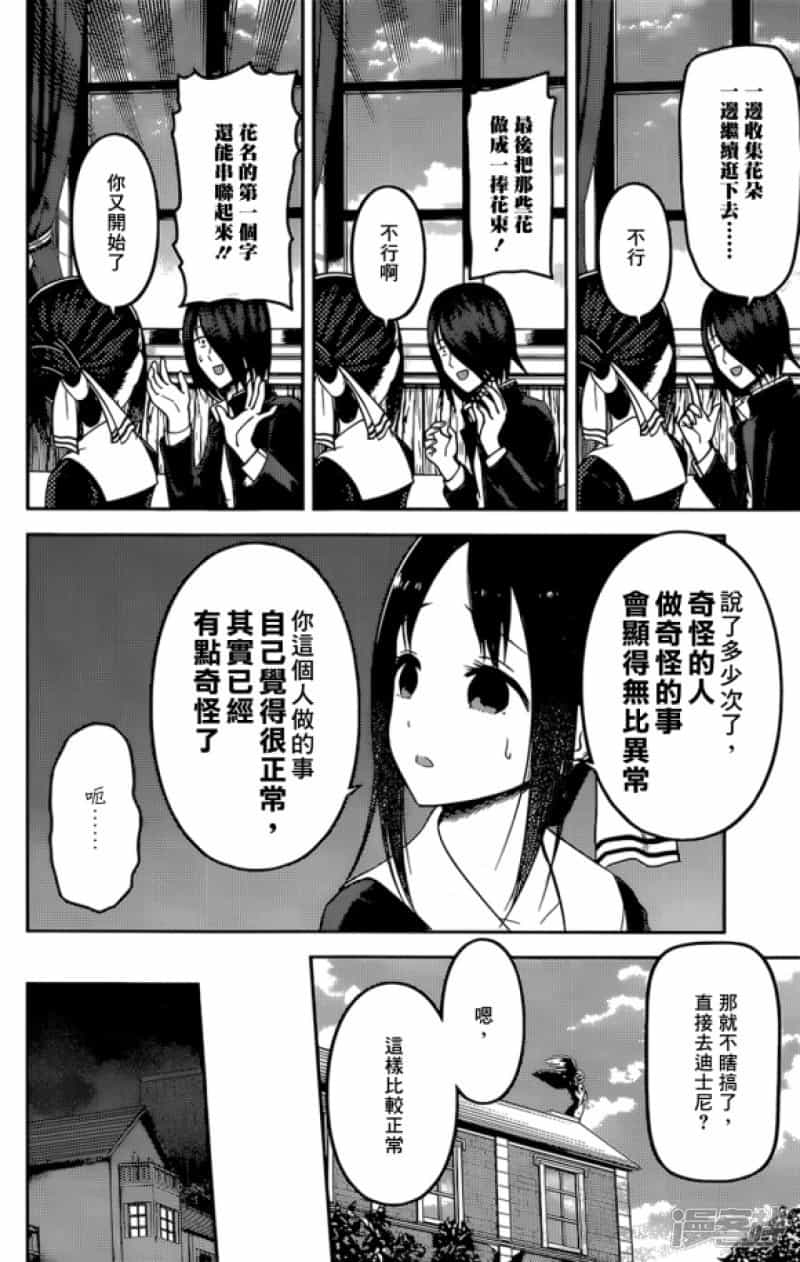 一邊收集花朵
一邊繼續逛下去……
不行
最後把那些花
做成一捧花束！
不行啊
花名的第一個字
還能串聯起來！！
你又開始了
說了多少次了，
奇怪的人
做奇怪的事
會顯得無比異常
你這個人做的事
自己覺得很正常，
其實已經
有點奇怪了
呃……
那就不瞎搞了，
直接去迪士尼？
嗯，
這樣比較正常
漫客